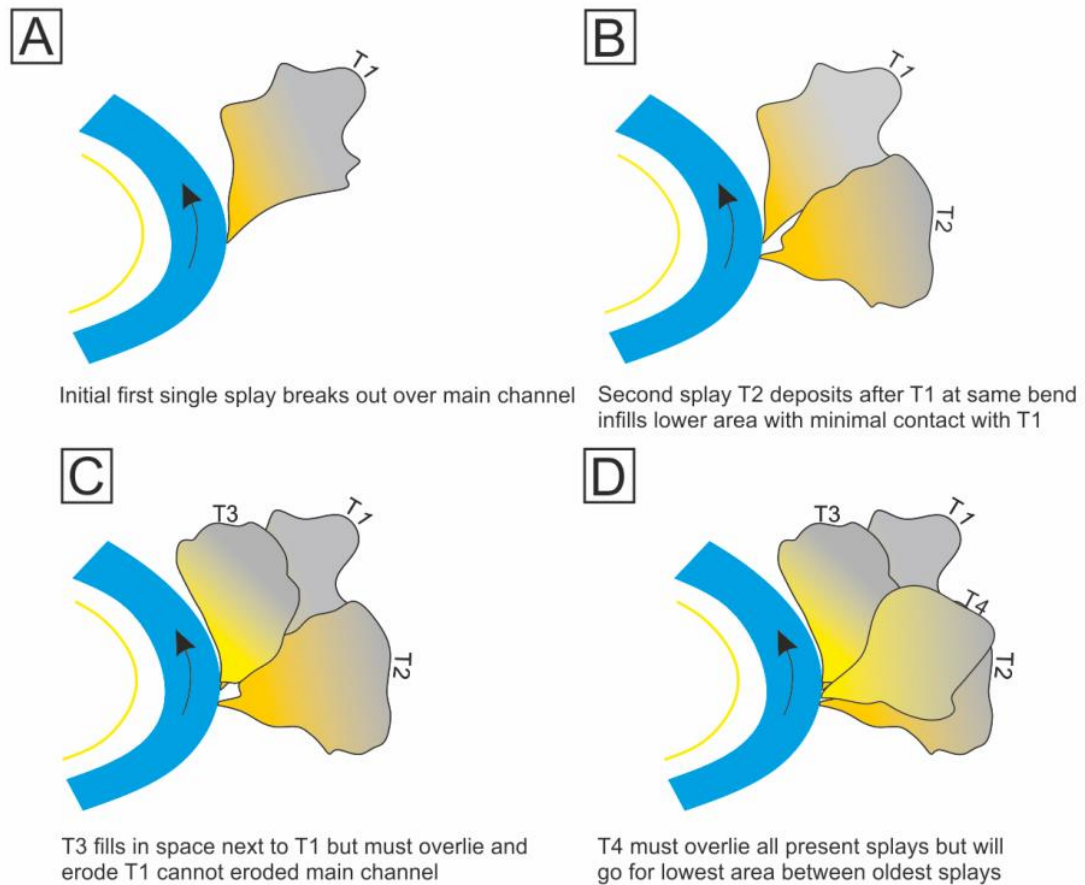 A
T1
Initial first single splay breaks out over main channel
B
T1
T2
Second splay T2 deposits after T1 at same bend
infills lower area with minimal contact with T1
C
T3
T1
T2
T3 fills in space next to T1 but must overlie and
erode T1 cannot eroded main channel
D
T3
T1
T4
T2
T4 must overlie all present splays but will
go for lowest area between oldest splays